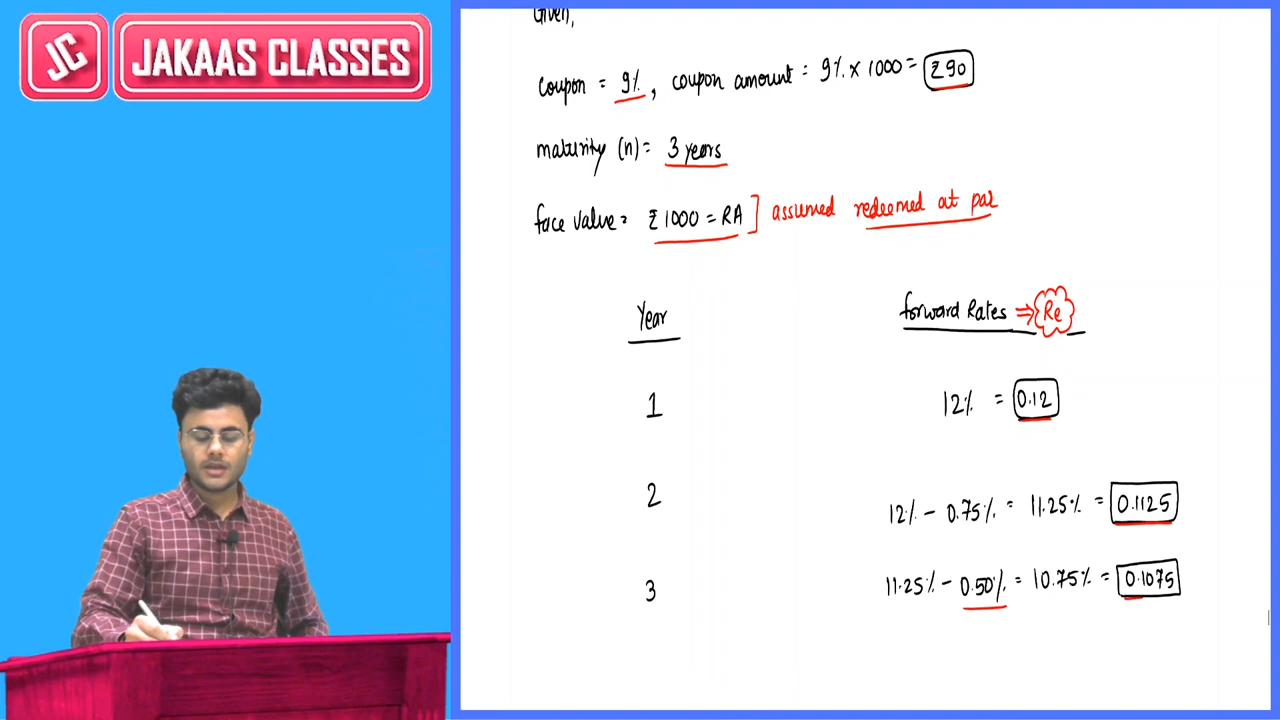 JC JAKAAS CLASSES
Given,
coupon = 9%, coupon amount = 9% x 1000 = ₹90
maturity (n) = 3 years
face value = ₹1000 = RA ] assumed redeemed at par
Year forward Rates ⇒ Re
1 12% = 0.12
2 12% - 0.75% = 11.25% = 0.1125
3 11.25% - 0.50% = 10.75% = 0.1075